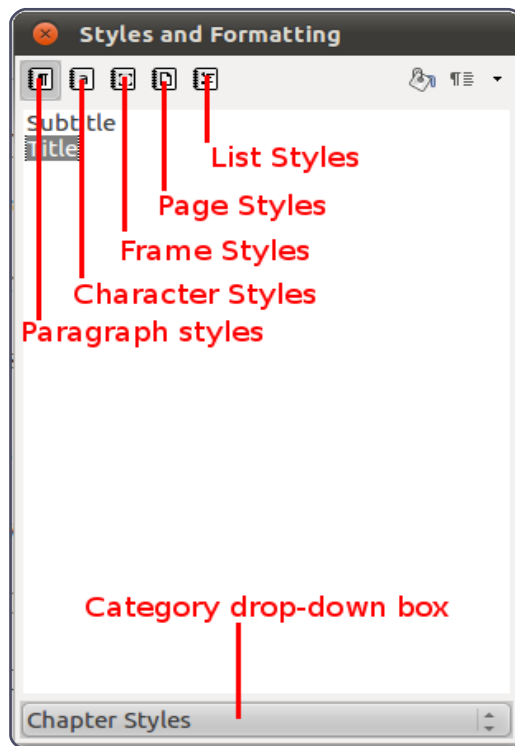 Styles and Formatting
Subtitle
Title
List Styles
Page Styles
Frame Styles
Character Styles
Paragraph styles
Category drop-down box
Chapter Styles